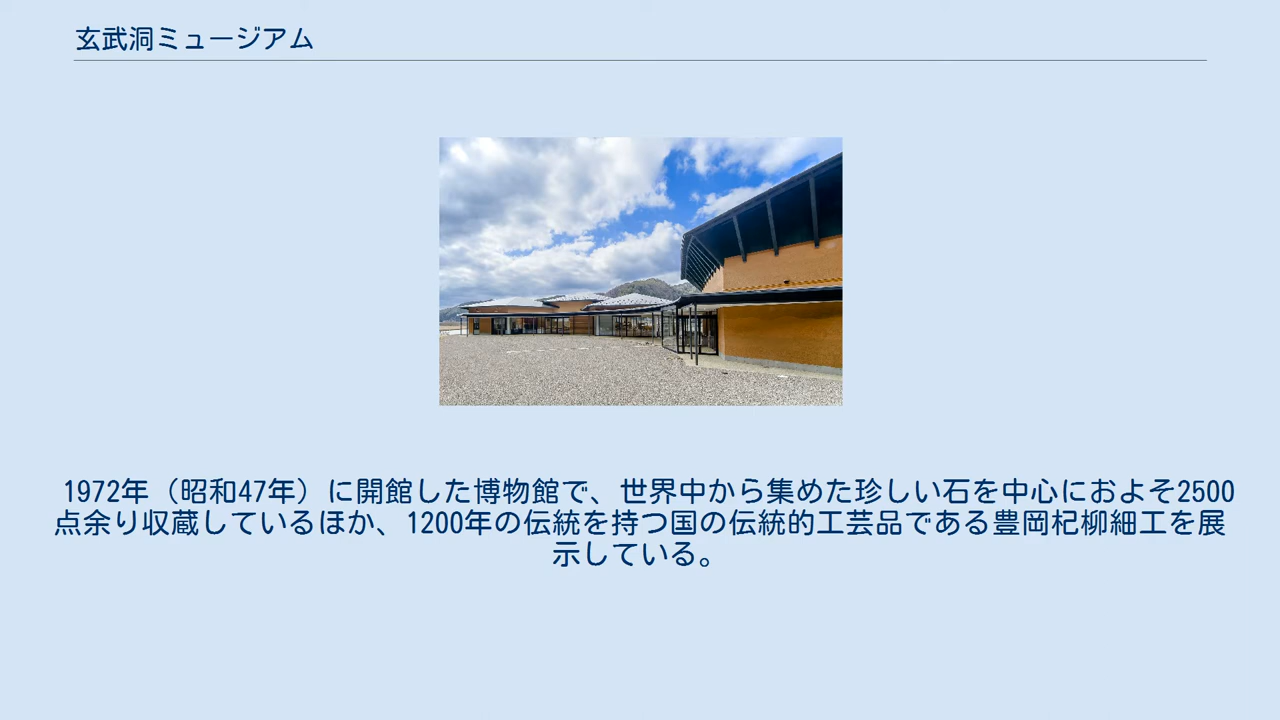 玄武洞ミュージアム
1972年（昭和47年）に開館した博物館で、世界中から集めた珍しい石を中心におよそ2500
点余り収蔵しているほか、1200年の伝統を持つ国の伝統的工芸品である豊岡杞柳細工を展
示している。